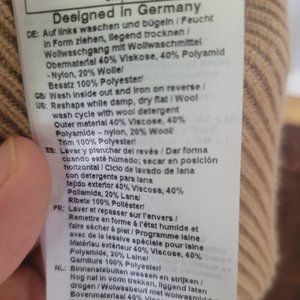 Designed in Germany
DE: Auf links waschen und bügeln / Feucht
in Form ziehen, liegend trocknen /
Wollwaschgang mit Wollwaschmittel
Obermaterial 40% Viskose, 40% Polyamid
- Nylon, 20% Wolle/
Besatz 100% Polyester/
GB/ Wash inside out and iron on reverse /
US: Reshape while damp, dry flat / Wool
wash cycle with wool detergent
Outer material 40% Viscose, 40%
Polyamide – nylon, 20% Wool/
Trim 100% Polyester/
ES: Lavar y planchar del revés / Dar forma
cuando esté húmedo; secar en posición
horizontal / Ciclo de lavado de lana
con detergente para lana
tejido exterior 40% Viscosa, 40%
Poliamida, 20% Lana/
Ribete 100% Poliéster/
FR: Laver et repasser sur l'envers /
Remettre en forme à l'état humide et
faire sécher à plat / Programme laine
avec de la lessive spéciale pour laine
Matériau extérieur 40% Viscose, 40%
Polyamide, 20% Laine/
Garniture 100% Polyester/
NL: Binnenstebuiten wassen en strijken /
Nog nat in vorm trekken, liggend laten
drogen / Wolwasprogramma met wolwasmiddel
Bovenmateriaal 40% Viscose,